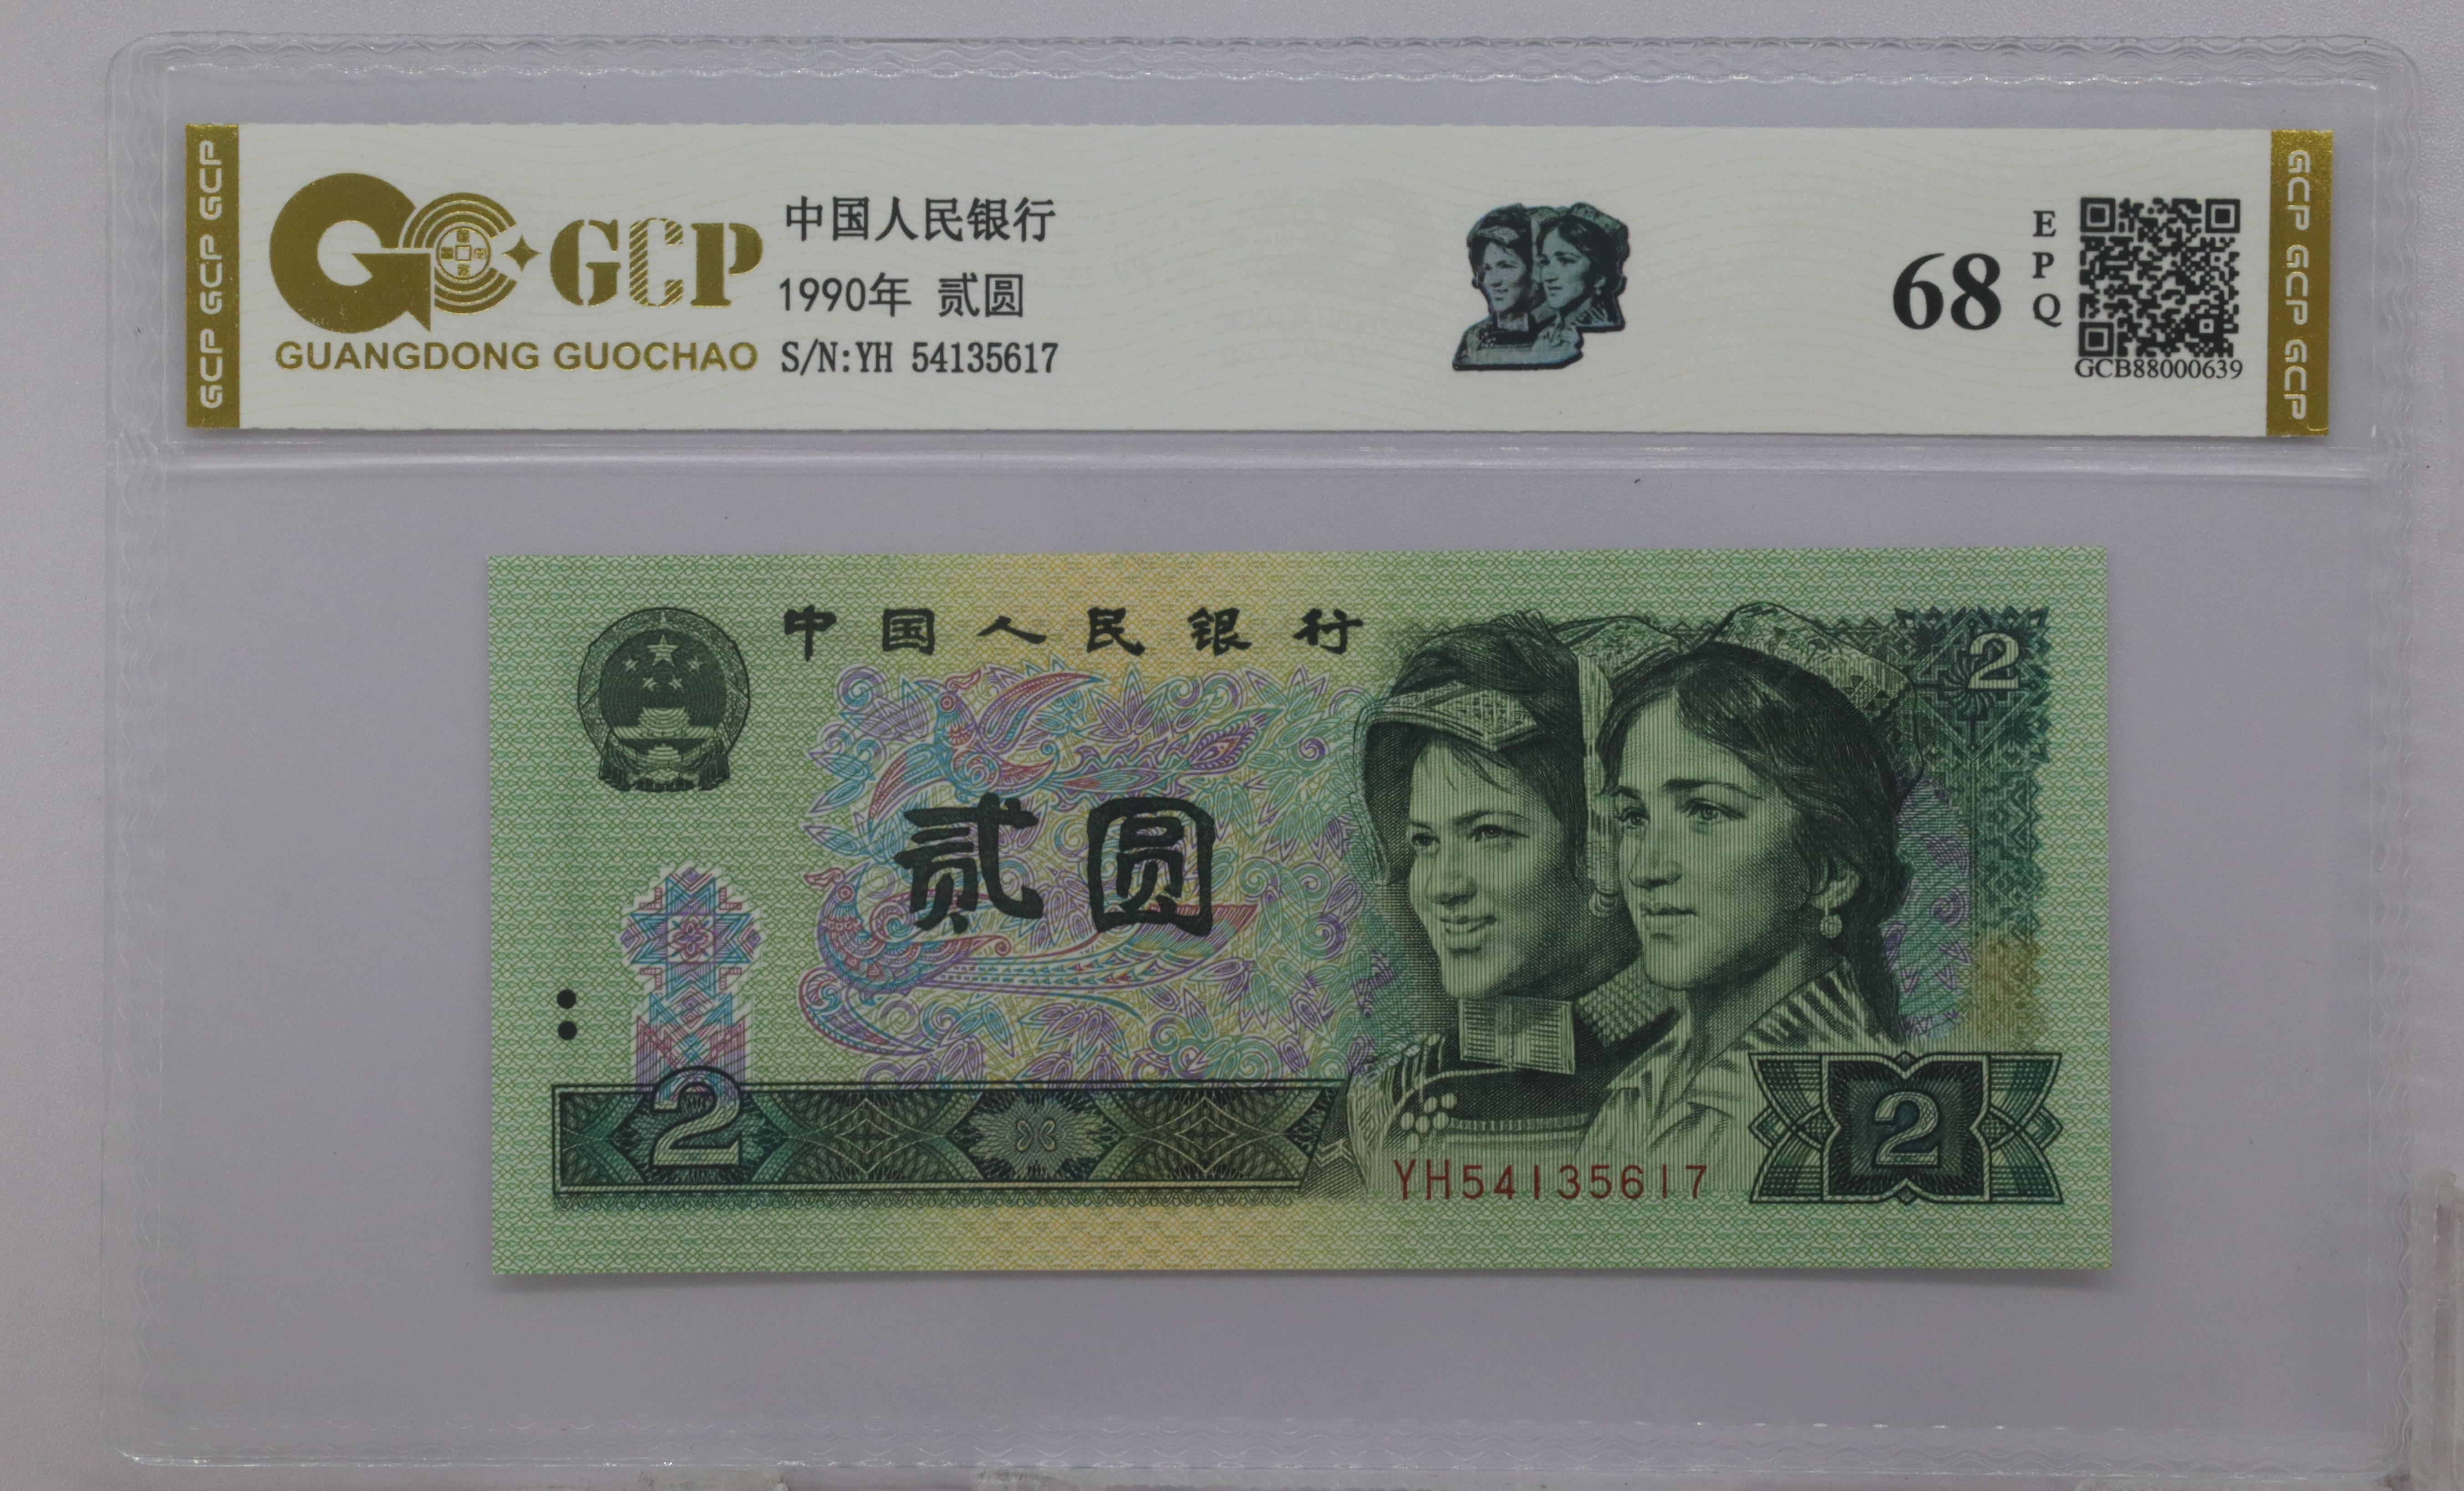 GCP GCP GCP
GCP
GUANGDONG GUOCHAO
中国人民银行
1990年 贰圆
S/N:YH 54135617
68
EPQ
GCB88000639
GCP GCP GCP
中国人民银行
2
贰圆
2
YH54135617
2